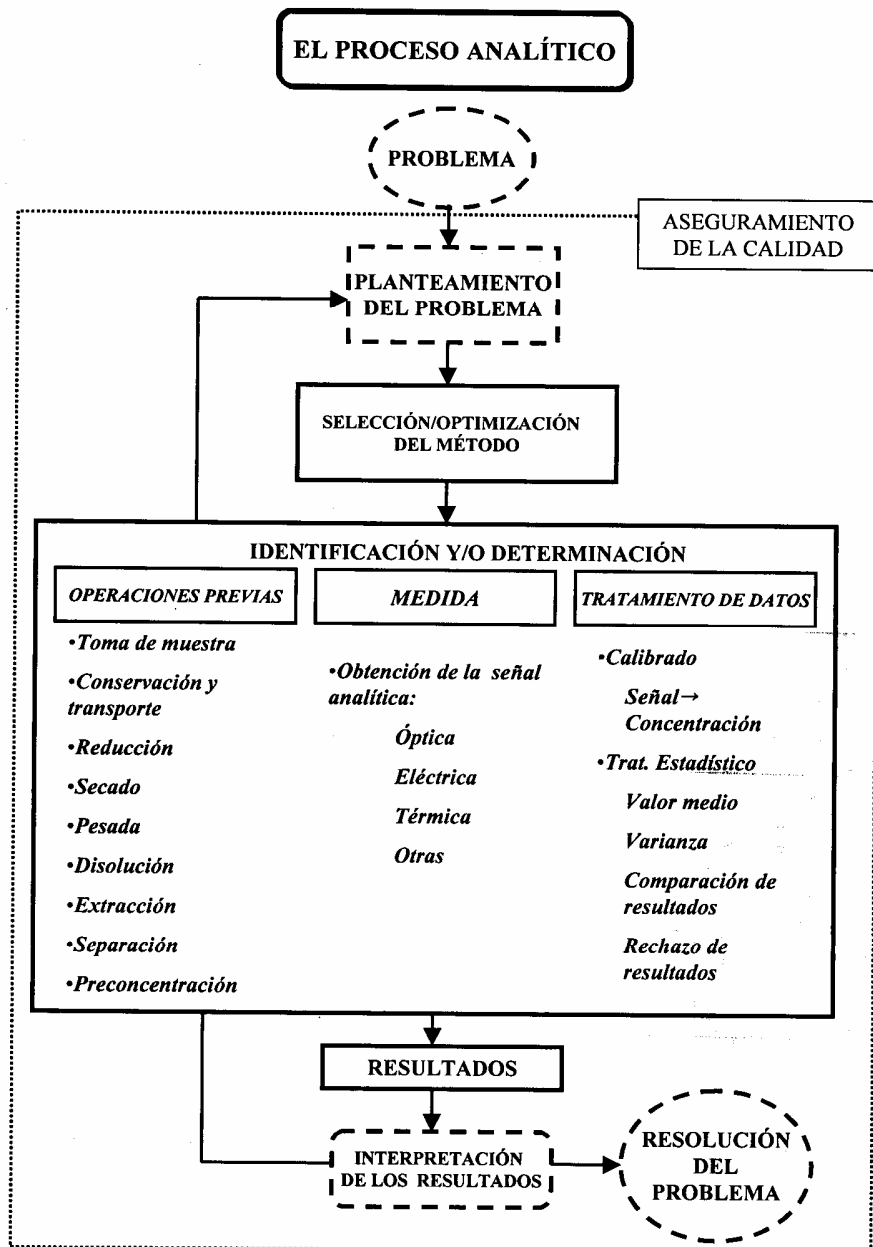 EL PROCESO ANALÍTICO
PROBLEMA
ASEGURAMIENTO
DE LA CALIDAD
PLANTEAMIENTO
DEL PROBLEMA
SELECCIÓN/OPTIMIZACIÓN
DEL MÉTODO
IDENTIFICACIÓN Y/O DETERMINACIÓN
OPERACIONES PREVIAS
•Toma de muestra
•Conservación y
transporte
•Reducción
•Secado
•Pesada
•Disolución
•Extracción
•Separación
•Preconcentración
MEDIDA
•Obtención de la señal
analítica:
Óptica
Eléctrica
Térmica
Otras
TRATAMIENTO DE DATOS
•Calibrado
Señal→
Concentración
•Trat. Estadístico
Valor medio
Varianza
Comparación de
resultados
Rechazo de
resultados
RESULTADOS
INTERPRETACIÓN
DE LOS RESULTADOS
RESOLUCIÓN
DEL
PROBLEMA